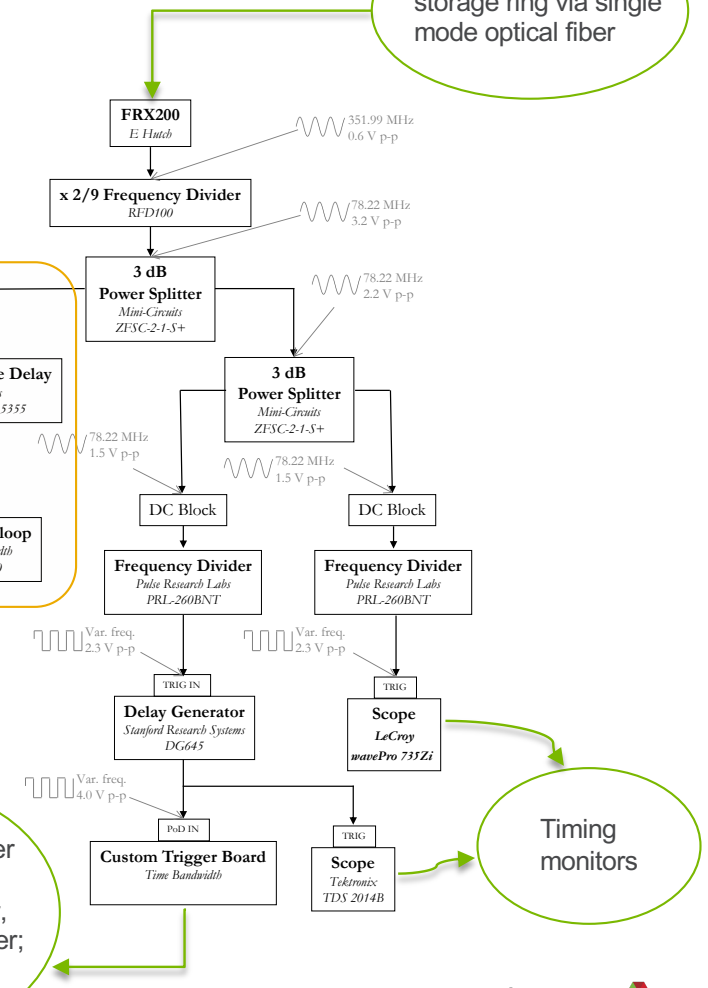 storage ring via single
mode optical fiber
FRX200
E Hutch
351.99 MHz
0.6 V p-p
x 2/9 Frequency Divider
RFD100
78.22 MHz
3.2 V p-p
3 dB
Power Splitter
Mini-Circuits
ZFSC-2-1-S+
78.22 MHz
2.2 V p-p
3 dB
Power Splitter
Mini-Circuits
ZFSC-2-1-S+
e Delay
s
5355
78.22 MHz
1.5 V p-p
78.22 MHz
1.5 V p-p
DC Block
DC Block
loop
dth
Frequency Divider
Pulse Research Labs
PRL-260BNT
Frequency Divider
Pulse Research Labs
PRL-260BNT
Var. freq.
2.3 V p-p
Var. freq.
2.3 V p-p
TRIG IN
TRIG
Delay Generator
Stanford Research Systems
DG645
Scope
LeCroy
wavePro 735Zi
Var. freq.
4.0 V p-p
PoD IN
TRIG
Custom Trigger Board
Time Bandwidth
Scope
Tektronix
TDS 2014B
Timing
monitors
er
,
er;